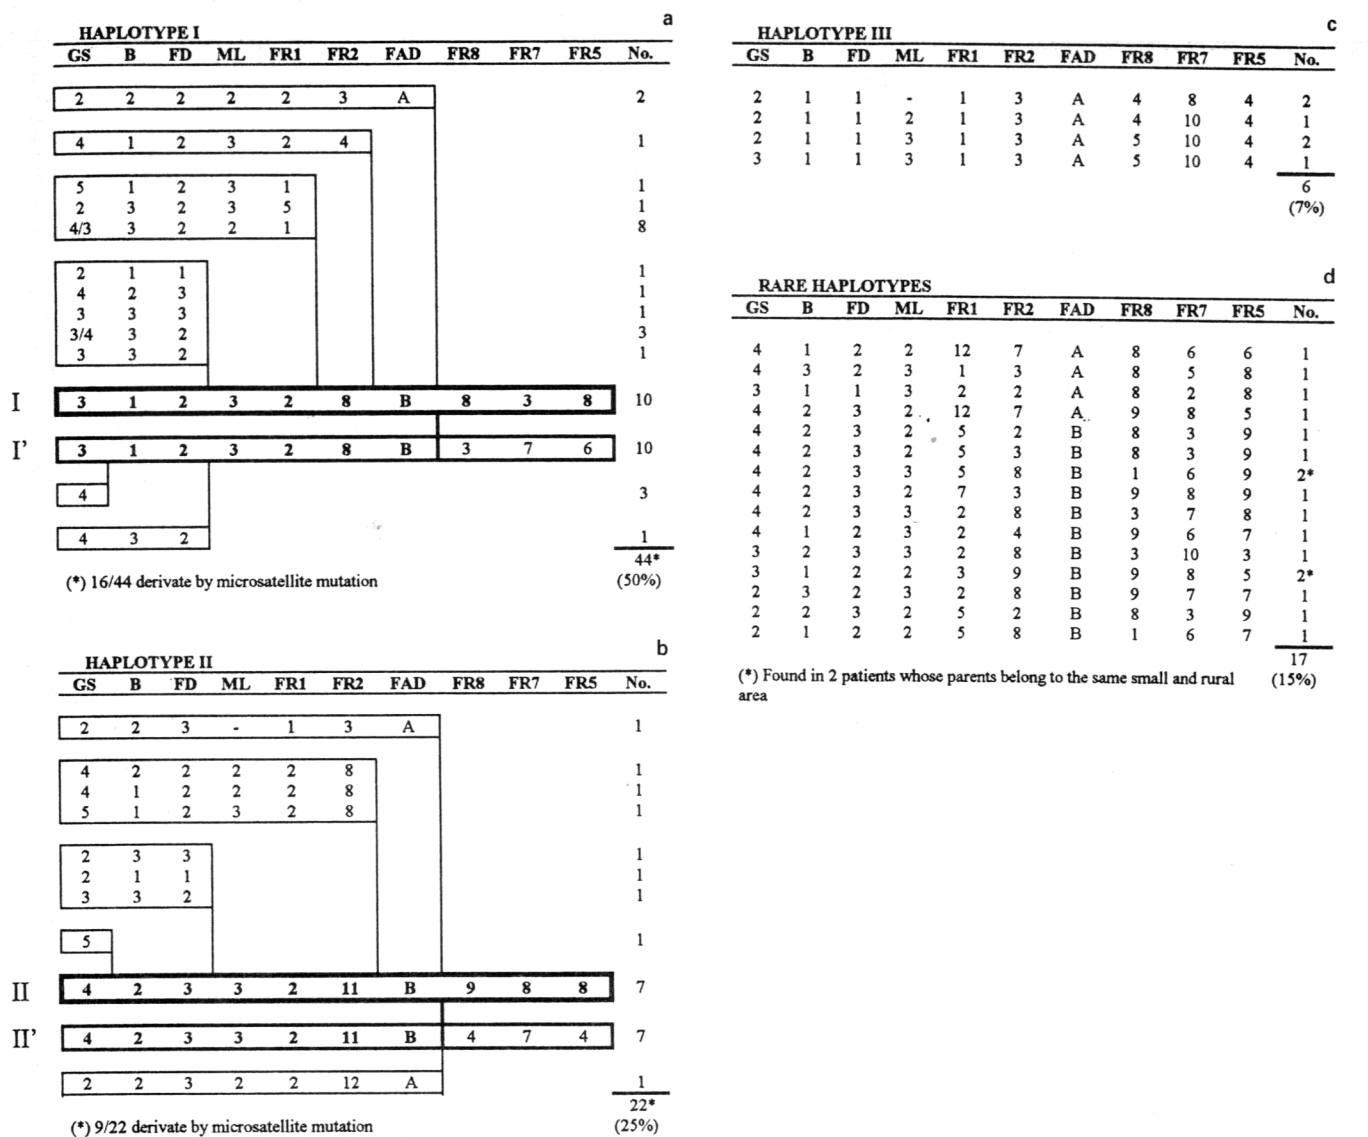 a
HAPLOTYPE I
GS B FD ML FR1 FR2 FAD FR8 FR7 FR5 No.
2 2 2 2 2 3 A 2
4 1 2 3 2 4 1
5 1 2 3 1 1
2 3 2 3 5 1
4/3 3 2 2 1 8
2 1 1 1
4 2 3 1
3 3 3 1
3/4 3 2 3
3 3 2 1
I 3 1 2 3 2 8 B 8 3 8 10
I' 3 1 2 3 2 8 B 3 7 6 10
4 3
4 3 2 1
44*
(*) 16/44 derivate by microsatellite mutation (50%)
b
HAPLOTYPE II
GS B FD ML FR1 FR2 FAD FR8 FR7 FR5 No.
2 2 3 - 1 3 A 1
4 2 2 2 2 8 1
4 1 2 2 2 8 1
5 1 2 3 2 8 1
2 3 3 1
2 1 1 1
3 3 2 1
5 1
II 4 2 3 3 2 11 B 9 8 8 7
II' 4 2 3 3 2 11 B 4 7 4 7
2 2 3 2 2 12 A 1
22*
(*) 9/22 derivate by microsatellite mutation (25%)
c
HAPLOTYPE III
GS B FD ML FR1 FR2 FAD FR8 FR7 FR5 No.
2 1 1 - 1 3 A 4 8 4 2
2 1 1 2 1 3 A 4 10 4 1
2 1 1 3 1 3 A 5 10 4 2
3 1 1 3 1 3 A 5 10 4 1
6
(7%)
d
RARE HAPLOTYPES
GS B FD ML FR1 FR2 FAD FR8 FR7 FR5 No.
4 1 2 2 12 7 A 8 6 6 1
4 3 2 3 1 3 A 8 5 8 1
3 1 1 3 2 2 A 8 2 8 1
4 2 3 2 12 7 A 9 8 5 1
4 2 3 2 5 2 B 8 3 9 1
4 2 3 2 5 3 B 8 3 9 1
4 2 3 3 5 8 B 1 6 9 2*
4 2 3 2 7 3 B 9 8 9 1
4 2 3 3 2 8 B 3 7 8 1
4 1 2 3 2 4 B 9 6 7 1
3 2 3 3 2 8 B 3 10 3 1
3 1 2 2 3 9 B 9 8 5 2*
2 3 2 3 2 8 B 9 7 7 1
2 2 3 2 5 2 B 8 3 9 1
2 1 2 2 5 8 B 1 6 7 1
17
(*) Found in 2 patients whose parents belong to the same small and rural (15%)
area